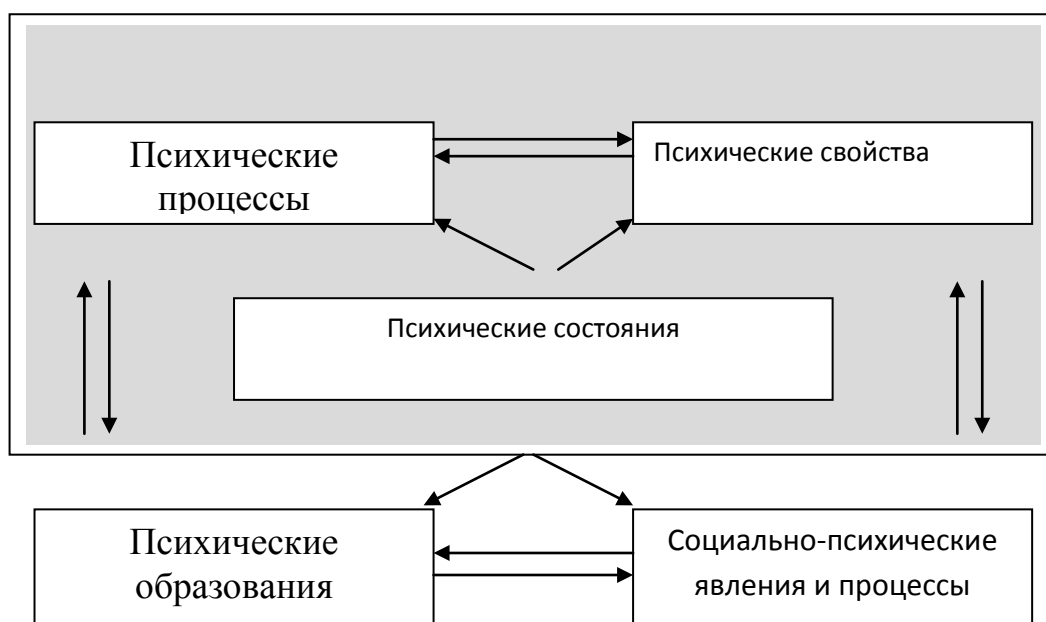 Психические
процессы
Психические свойства
Психические состояния
Психические
образования
Социально-психические
явления и процессы